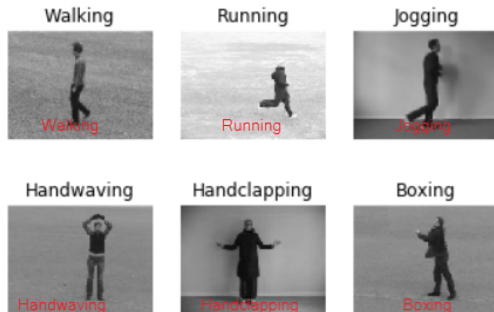 Walking
Running
Jogging
Walking
Running
Jogging
Handwaving
Handclapping
Boxing
Handwaving
Handclapping
Boxing